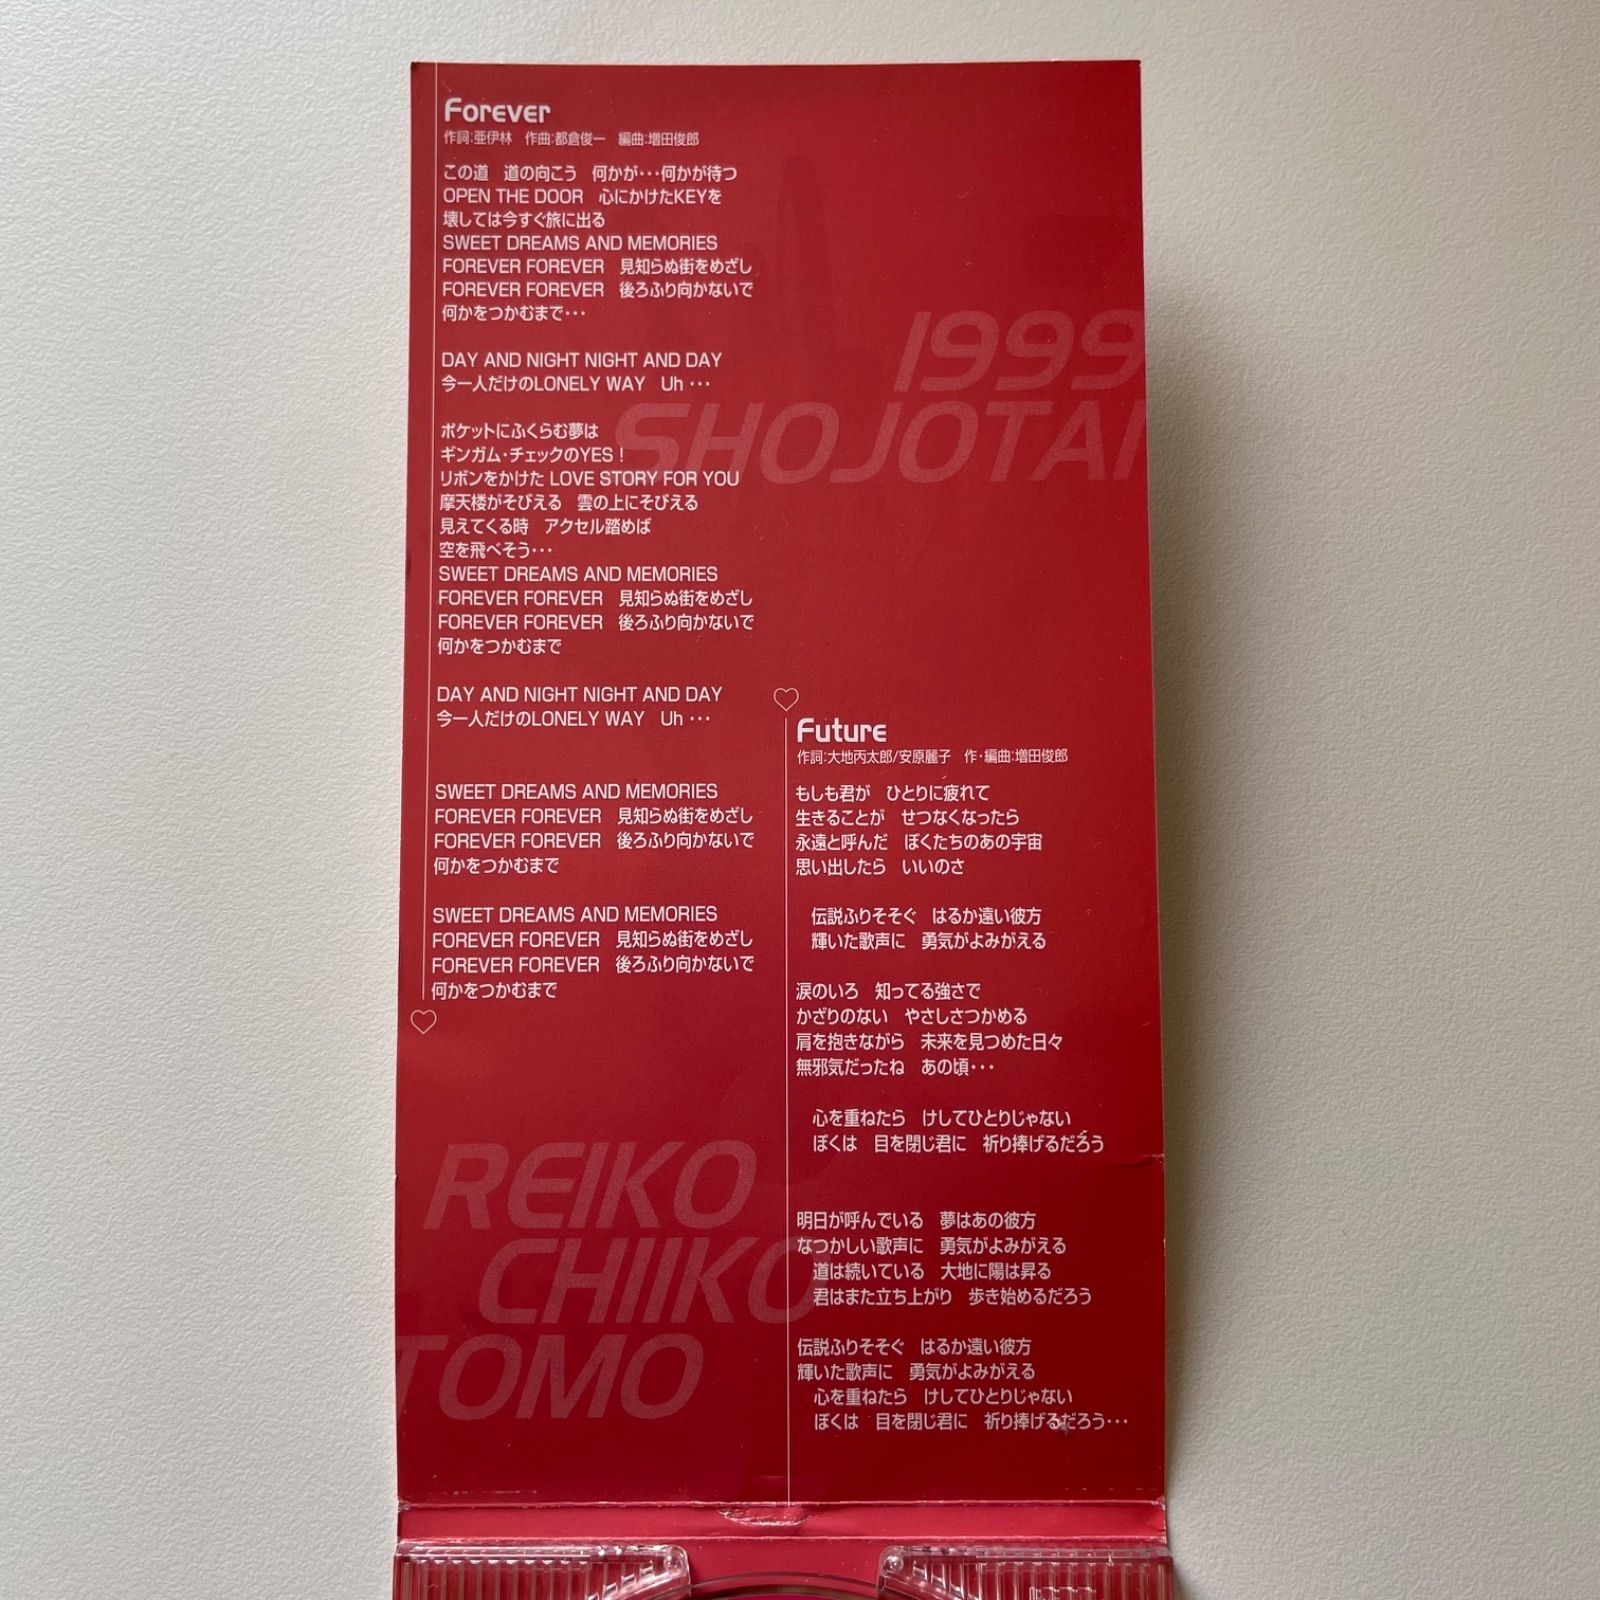 Forever
作詞:亜伊林　作曲:都倉俊一　編曲:増田俊郎
この道　道の向こう　何かが･･･何かが待つ
OPEN THE DOOR　心にかけたKEYを
壊しては今すぐ旅に出る
SWEET DREAMS AND MEMORIES
FOREVER FOREVER　見知らぬ街をめざし
FOREVER FOREVER　後ろふり向かないで
何かをつかむまで･･･
DAY AND NIGHT NIGHT AND DAY
今一人だけのLONELY WAY　Uh ･･･
ポケットにふくらむ夢は
ギンガム･チェックのYES！
リボンをかけた LOVE STORY FOR YOU
摩天楼がそびえる　雲の上にそびえる
見えてくる時　アクセル踏めば
空を飛べそう･･･
SWEET DREAMS AND MEMORIES
FOREVER FOREVER　見知らぬ街をめざし
FOREVER FOREVER　後ろふり向かないで
何かをつかむまで
DAY AND NIGHT NIGHT AND DAY
今一人だけのLONELY WAY　Uh ･･･
SWEET DREAMS AND MEMORIES
FOREVER FOREVER　見知らぬ街をめざし
FOREVER FOREVER　後ろふり向かないで
何かをつかむまで
SWEET DREAMS AND MEMORIES
FOREVER FOREVER　見知らぬ街をめざし
FOREVER FOREVER　後ろふり向かないで
何かをつかむまで
1999
SHOJOTAI
Future
作詞:大地丙太郎/安原麗子　作･編曲:増田俊郎
もしも君が　ひとりに疲れて
生きることが　せつなくなったら
永遠と呼んだ　ぼくたちのあの宇宙
思い出したら　いいのさ
伝説ふりそそぐ　はるか遠い彼方
輝いた歌声に　勇気がよみがえる
涙のいろ　知ってる強さで
かざりのない　やさしさつかめる
肩を抱きながら　未来を見つめた日々
無邪気だったね　あの頃･･･
心を重ねたら　けしてひとりじゃない
ぼくは　目を閉じ君に　祈り捧げるだろう
明日が呼んでいる　夢はあの彼方
なつかしい歌声に　勇気がよみがえる
道は続いている　大地に陽は昇る
君はまた立ち上がり　歩き始めるだろう
伝説ふりそそぐ　はるか遠い彼方
輝いた歌声に　勇気がよみがえる
心を重ねたら　けしてひとりじゃない
ぼくは　目を閉じ君に　祈り捧げるだろう･･･
REIKO
CHIIKO
TOMO